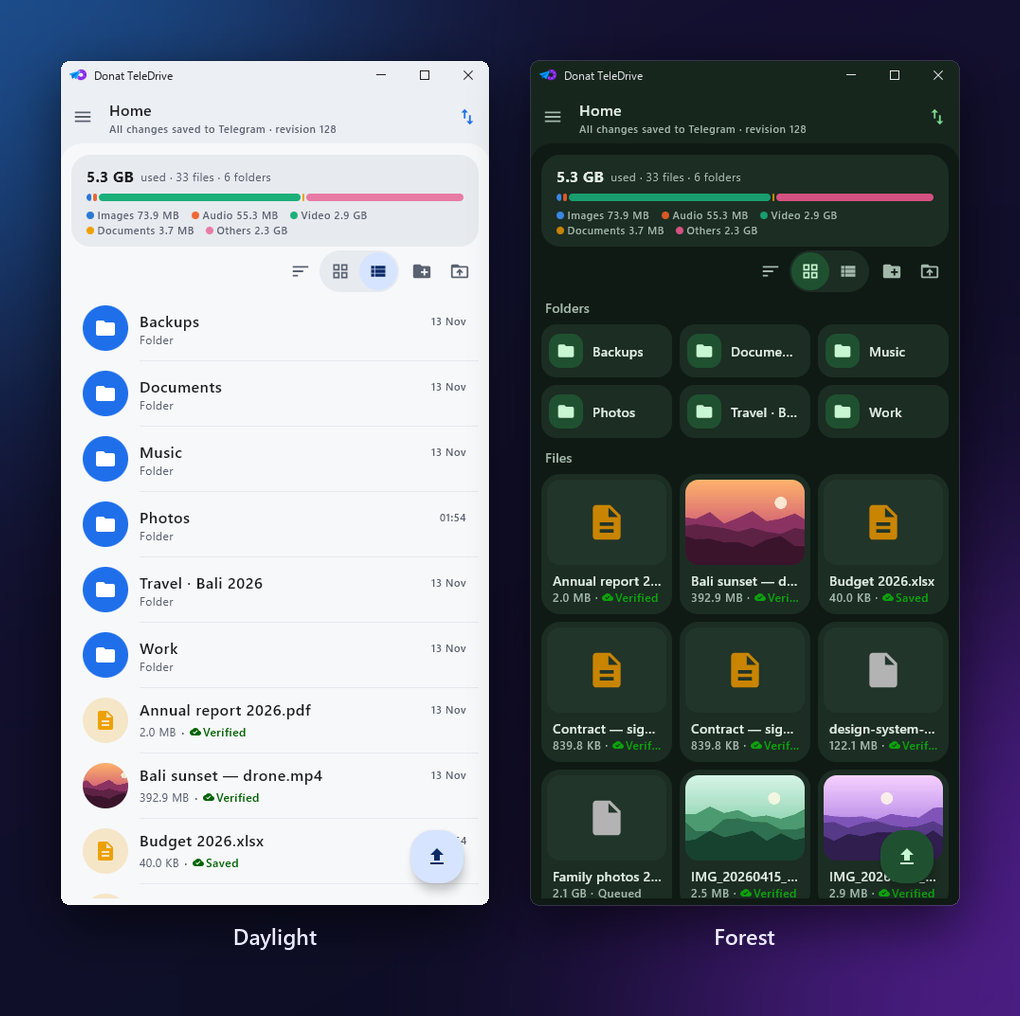 Donat TeleDrive
Home
All changes saved to Telegram · revision 128
5.3 GB used · 33 files · 6 folders
Images 73.9 MB Audio 55.3 MB Video 2.9 GB
Documents 3.7 MB Others 2.3 GB
Backups 13 Nov
Folder
Documents 13 Nov
Folder
Music 13 Nov
Folder
Photos 01:54
Folder
Travel · Bali 2026 13 Nov
Folder
Work 13 Nov
Folder
Annual report 2026.pdf 13 Nov
2.0 MB · Verified
Bali sunset — drone.mp4 13 Nov
392.9 MB · Verified
Budget 2026.xlsx
40.0 KB · Saved
Daylight
Donat TeleDrive
Home
All changes saved to Telegram · revision 128
5.3 GB used · 33 files · 6 folders
Images 73.9 MB Audio 55.3 MB Video 2.9 GB
Documents 3.7 MB Others 2.3 GB
Folders
Backups Docume... Music
Photos Travel · B... Work
Files
Annual report 2... Bali sunset — d... Budget 2026.xlsx
2.0 MB · Verified 392.9 MB · Veri... 40.0 KB · Saved
Contract — sig... Contract — sig... design-system-...
839.8 KB · Verif... 839.8 KB · Verif... 122.1 MB · Verif...
Family photos 2... IMG_20260415_...
2.1 GB · Queued 2.5 MB · Verified 2.9 MB · Verified
Forest